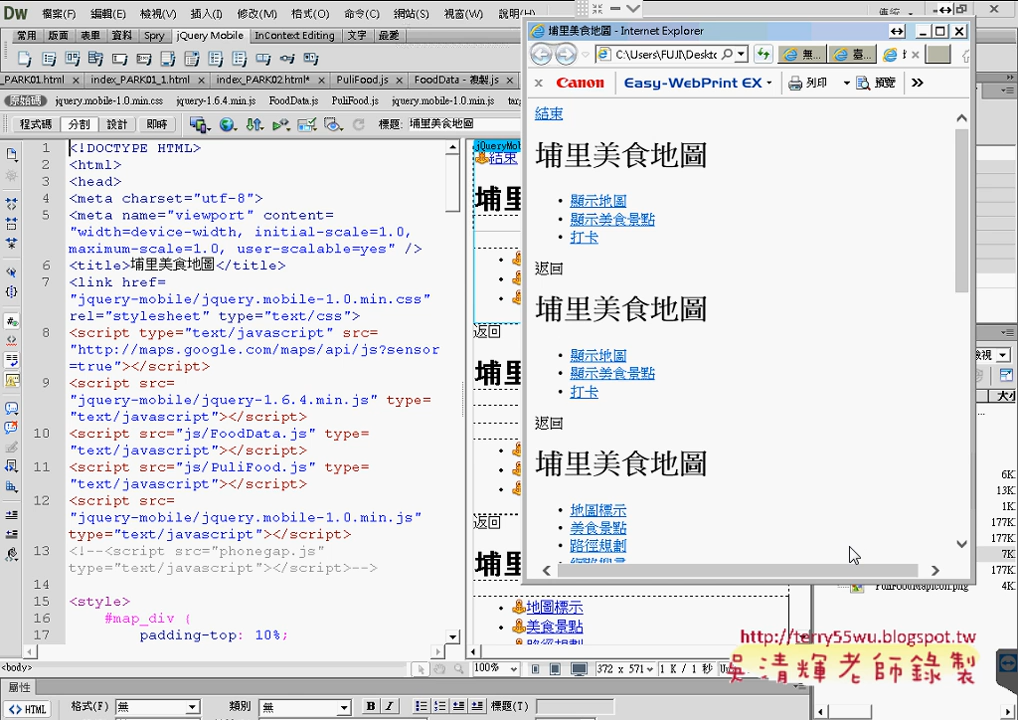 Dw 檔案(F) 編輯(E) 檢視(V) 插入(I) 修改(M) 格式(O) 命令(C) 網站(S) 視窗(W) 說明(H)
常用 版面 表單 資料 Spry jQuery Mobile InContext Editing 文字 最愛
_PARK01.html × index_PARK01_1.html × index_PARK02.html* × PuliFood.js × FoodData - 複製.js ×
原始碼 jquery.mobile-1.0.min.css jquery-1.6.4.min.js FoodData.js PuliFood.js jquery.mobile-1.0.min.js
程式碼 分割 設計 即時 標題: 埔里美食地圖
1 <!DOCTYPE HTML>
2 <html>
3 <head>
4 <meta charset="utf-8">
5 <meta name="viewport" content=
"width=device-width, initial-scale=1.0,
maximum-scale=1.0, user-scalable=yes" />
6 <title>埔里美食地圖</title>
7 <link href=
"jquery-mobile/jquery.mobile-1.0.min.css"
rel="stylesheet" type="text/css">
8 <script type="text/javascript" src=
"http://maps.google.com/maps/api/js?sensor
=true"></script>
9 <script src=
"jquery-mobile/jquery-1.6.4.min.js" type=
"text/javascript"></script>
10 <script src="js/FoodData.js" type=
"text/javascript"></script>
11 <script src="js/PuliFood.js" type=
"text/javascript"></script>
12 <script src=
"jquery-mobile/jquery.mobile-1.0.min.js"
type="text/javascript"></script>
13 <!--<script src="phonegap.js"
type="text/javascript"></script>-->
14
15 <style>
16 #map_div {
17 padding-top: 10%;
結束
埔里
返回
埔里
返回
埔里
地圖標示
美食景點
路徑規劃
埔里美食地圖 - Internet Explorer
C:\Users\FUJI\Deskto
無...
臺...
Canon Easy-WebPrint EX 列印 預覽 »
結束
埔里美食地圖
• 顯示地圖
• 顯示美食景點
• 打卡
返回
埔里美食地圖
• 顯示地圖
• 顯示美食景點
• 打卡
返回
埔里美食地圖
• 地圖標示
• 美食景點
• 路徑規劃
檢視
大小
6K
13K
1K
177K
177K
7K
177K
4K
PuliFoodMapIcon.png
<body>
100% 372 x 571 1 K / 1 秒
http://terry55wu.blogspot.tw
吳清輝老師錄製
屬性
<> HTML 格式(F) 無 類別 無 B I 標題(T)